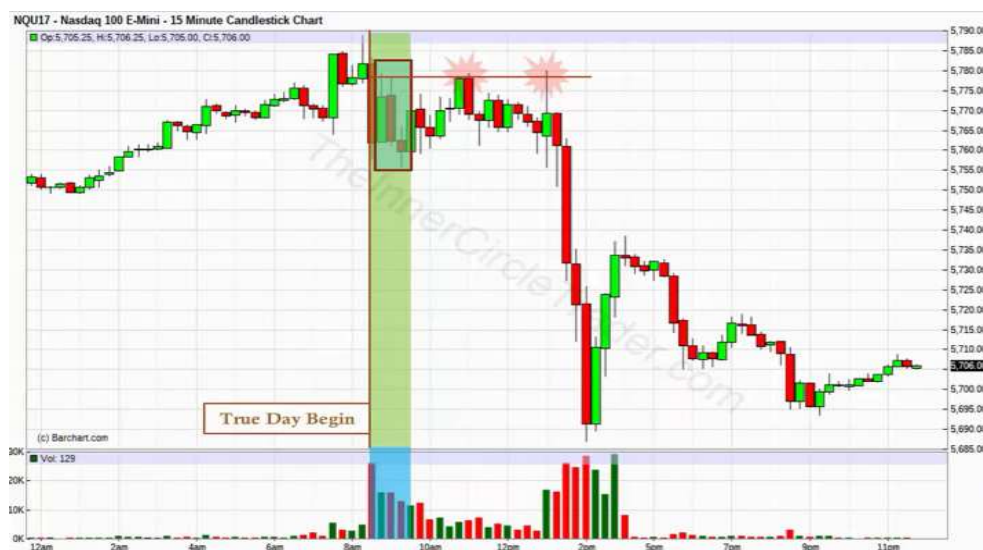 NQU17 - Nasdaq 100 E-Mini - 15 Minute Candlestick Chart
Op:5,705.25, Hi:5,706.25, Lo:5,705.00, Cl:5,706.00
5,790.00
5,785.00
5,780.00
5,775.00
5,770.00
5,765.00
5,760.00
5,755.00
5,750.00
5,745.00
5,740.00
5,735.00
5,730.00
5,725.00
5,720.00
5,715.00
5,710.00
5,706.00
5,700.00
5,695.00
5,690.00
5,685.00
TheInnerCircleTrader.com
True Day Begin
(c) Barchart.com
30K
Vol: 129
20K
10K
0K
30K
20K
10K
0K
12am 2am 4am 6am 8am 10am 12pm 2pm 5pm 7pm 9pm 11pm